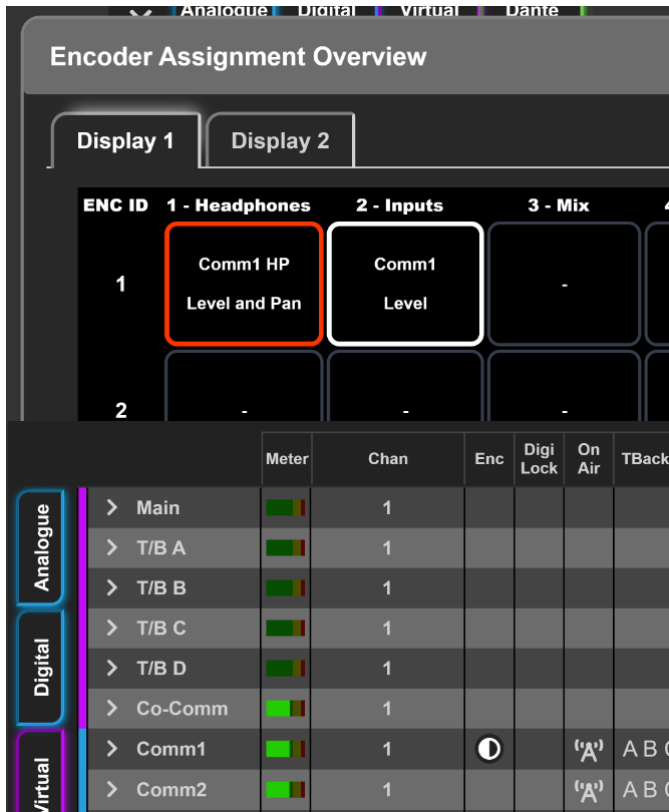 Analogue Digital Virtual Dante
Encoder Assignment Overview
Display 1 Display 2
ENC ID 1 - Headphones 2 - Inputs 3 - Mix
1 Comm1 HP Comm1 -
Level and Pan Level
2 - - -
Meter Chan Enc Digi Lock On Air TBack
Analogue
Main 1
T/B A 1
T/B B 1
Digital
T/B C 1
T/B D 1
Co-Comm 1
Virtual
Comm1 1 A B
Comm2 1 A B